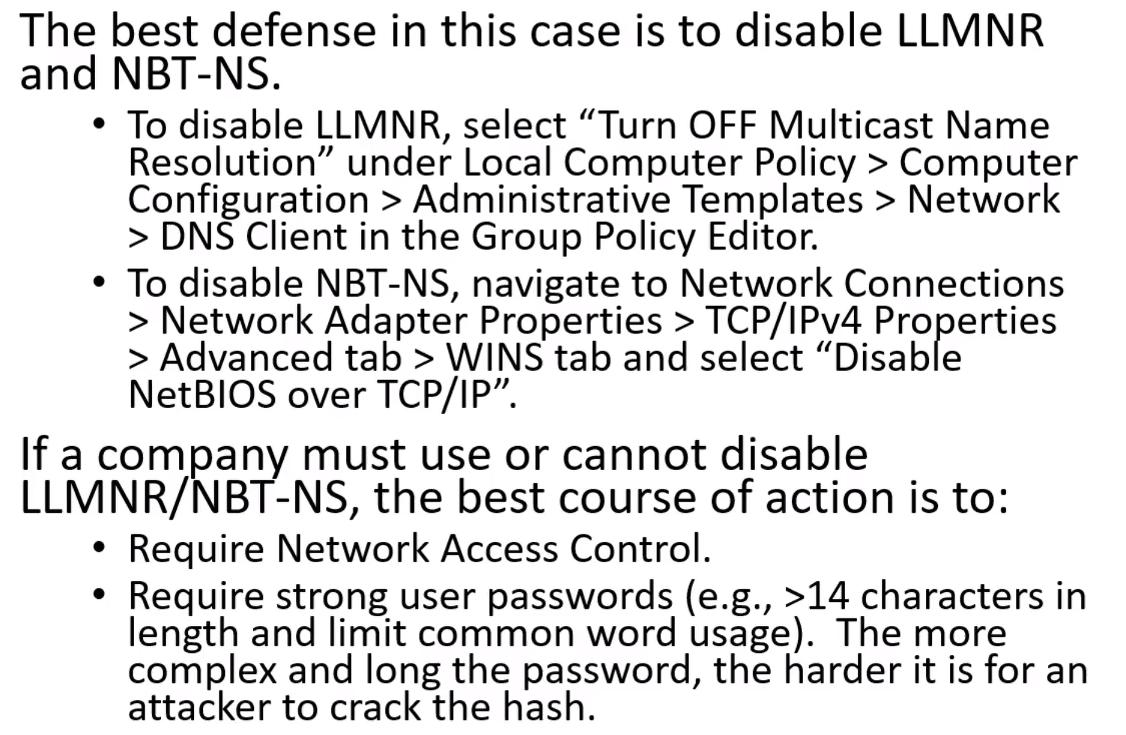 The best defense in this case is to disable LLMNR
and NBT-NS.
• To disable LLMNR, select “Turn OFF Multicast Name
Resolution” under Local Computer Policy > Computer
Configuration > Administrative Templates > Network
> DNS Client in the Group Policy Editor.
• To disable NBT-NS, navigate to Network Connections
> Network Adapter Properties > TCP/IPv4 Properties
> Advanced tab > WINS tab and select “Disable
NetBIOS over TCP/IP”.
If a company must use or cannot disable
LLMNR/NBT-NS, the best course of action is to:
• Require Network Access Control.
• Require strong user passwords (e.g., >14 characters in
length and limit common word usage).  The more
complex and long the password, the harder it is for an
attacker to crack the hash.